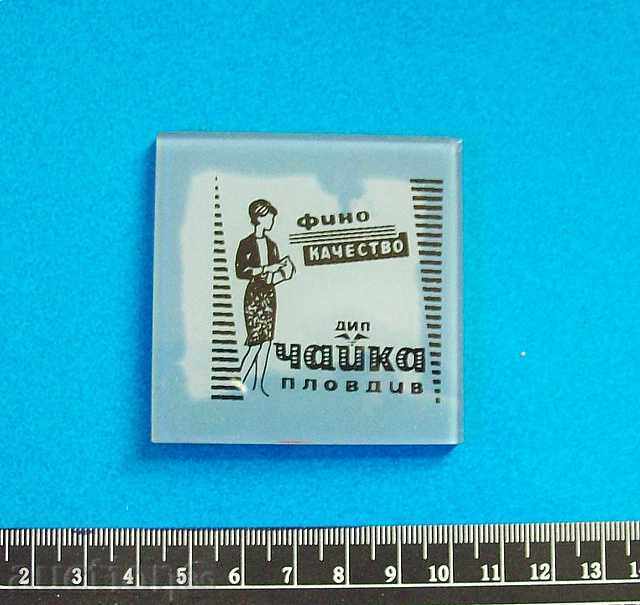 фино
КАЧЕСТВО
ДИП
чайка
ПЛОВДИВ
2 3 4 5 6 7 8 9 10 11 12 13